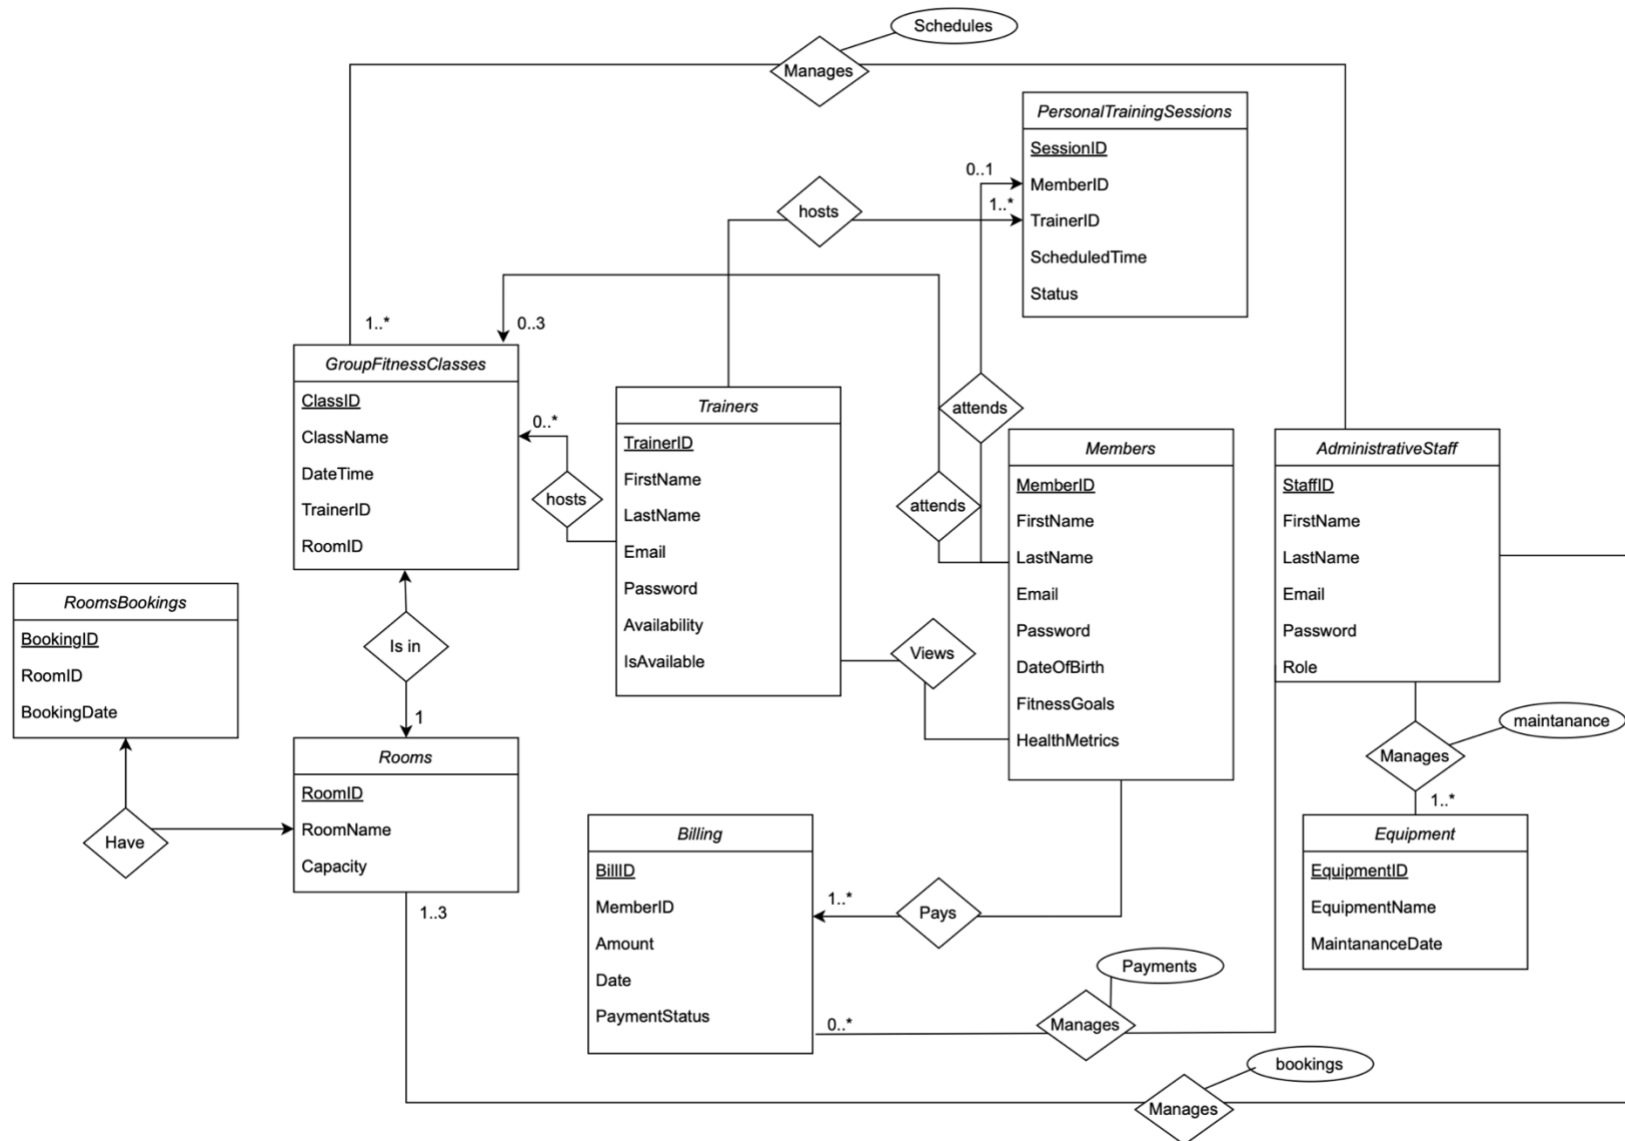 Schedules
Manages
PersonalTrainingSessions
SessionID
MemberID
TrainerID
ScheduledTime
Status
0..1
1..*
hosts
1..*
0..3
GroupFitnessClasses
ClassID
ClassName
DateTime
TrainerID
RoomID
0..*
hosts
Trainers
TrainerID
FirstName
LastName
Email
Password
Availability
IsAvailable
attends
attends
Members
MemberID
FirstName
LastName
Email
Password
DateOfBirth
FitnessGoals
HealthMetrics
AdministrativeStaff
StaffID
FirstName
LastName
Email
Password
Role
RoomsBookings
BookingID
RoomID
BookingDate
Is in
1
Views
maintanance
Manages
1..*
Rooms
RoomID
RoomName
Capacity
Have
1..3
Billing
BillID
MemberID
Amount
Date
PaymentStatus
1..*
Pays
Equipment
EquipmentID
EquipmentName
MaintananceDate
Payments
Manages
0..*
bookings
Manages